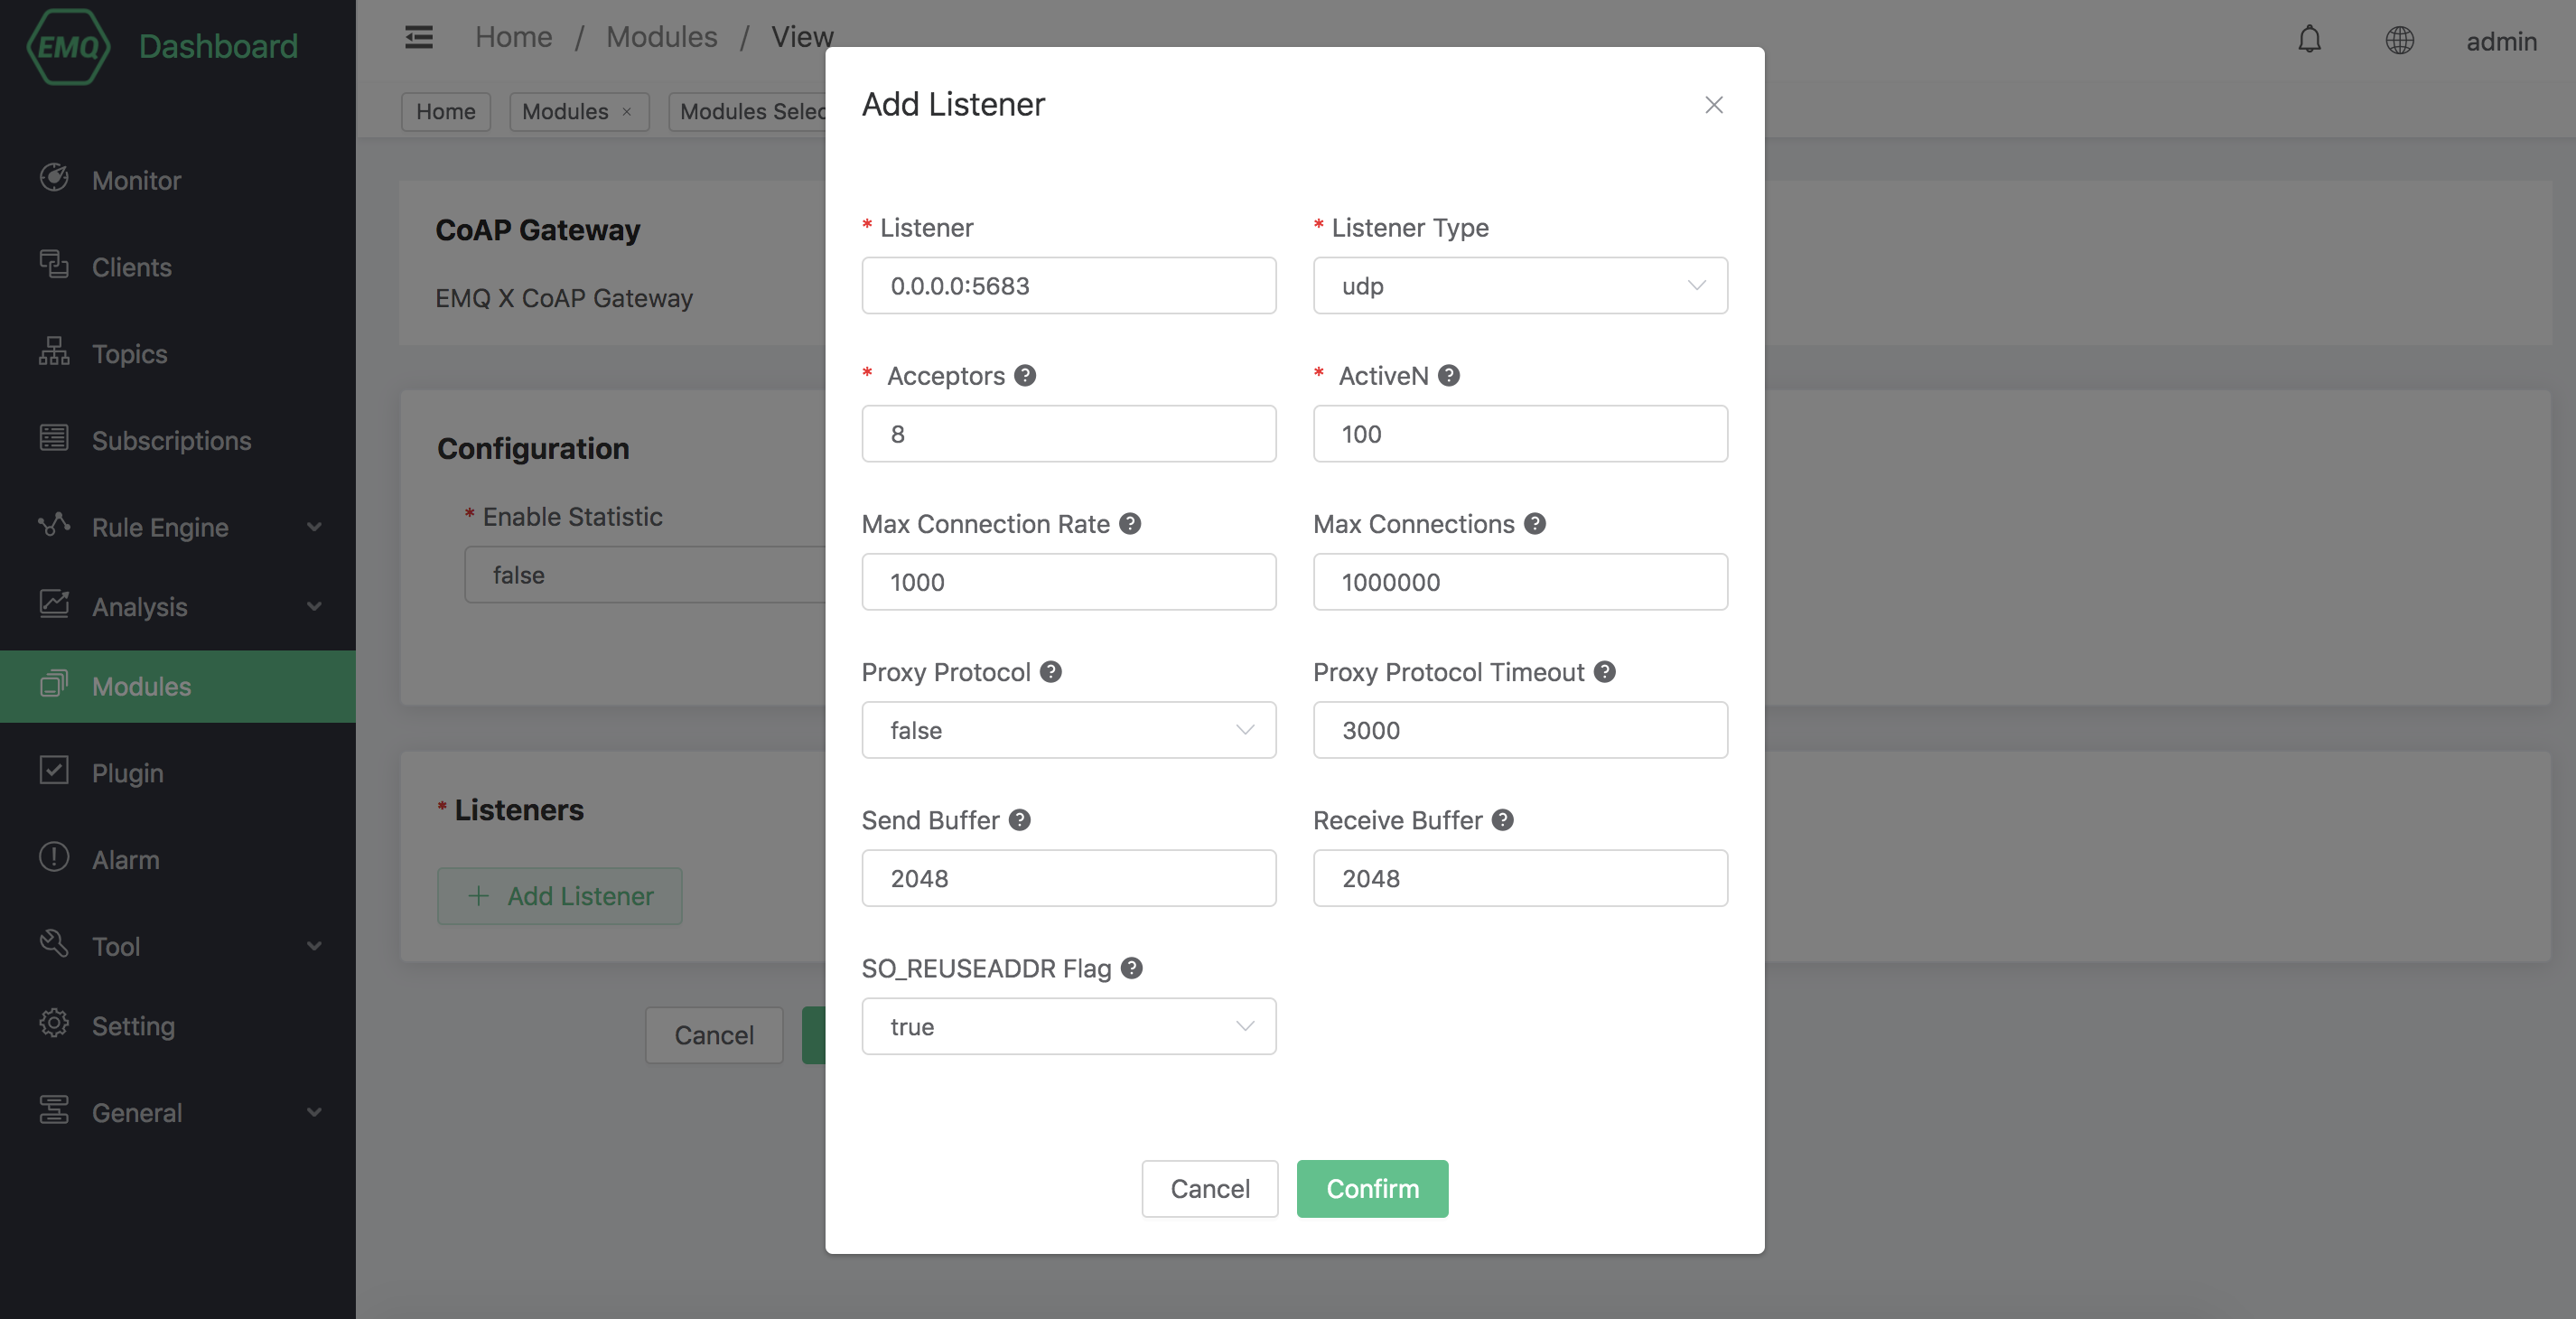 EMQ Dashboard
Home / Modules / View
admin
Home
Modules ×
Modules Selec
Monitor
Clients
Topics
Subscriptions
Rule Engine
Analysis
Modules
Plugin
Alarm
Tool
Setting
General
CoAP Gateway
EMQ X CoAP Gateway
Configuration
* Enable Statistic
false
* Listeners
+ Add Listener
Cancel
Add Listener
* Listener
0.0.0.0:5683
* Listener Type
udp
* Acceptors ?
8
* ActiveN ?
100
Max Connection Rate ?
1000
Max Connections ?
1000000
Proxy Protocol ?
false
Proxy Protocol Timeout ?
3000
Send Buffer ?
2048
Receive Buffer ?
2048
SO_REUSEADDR Flag ?
true
Cancel
Confirm